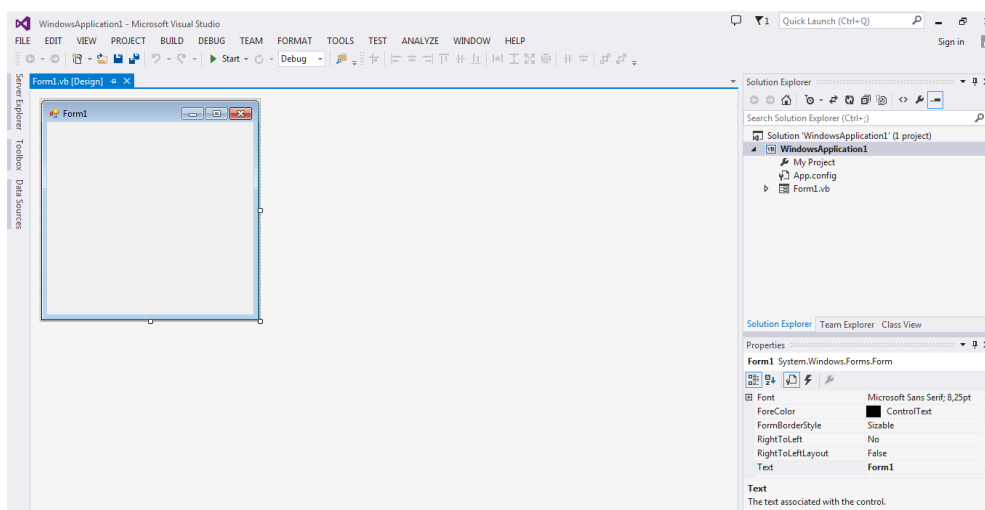 WindowsApplication1 - Microsoft Visual Studio
1
Quick Launch (Ctrl+Q)
FILE EDIT VIEW PROJECT BUILD DEBUG TEAM FORMAT TOOLS TEST ANALYZE WINDOW HELP
Sign in
Start
Debug
Server Explorer
Toolbox
Data Sources
Form1.vb [Design]
Form1
Solution Explorer
Search Solution Explorer (Ctrl+;)
Solution 'WindowsApplication1' (1 project)
VB WindowsApplication1
My Project
App.config
Form1.vb
Solution Explorer Team Explorer Class View
Properties
Form1 System.Windows.Forms.Form
Font Microsoft Sans Serif; 8,25pt
ForeColor ControlText
FormBorderStyle Sizable
RightToLeft No
RightToLeftLayout False
Text Form1
Text
The text associated with the control.